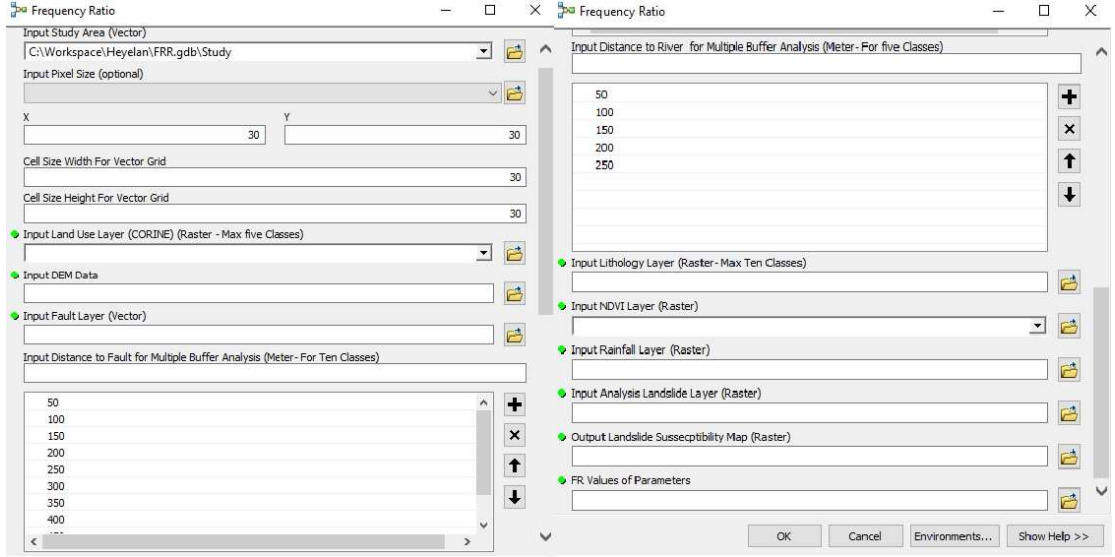 Frequency Ratio
Input Study Area (Vector)
C:\Workspace\Heyelan\FRR.gdb\Study
Input Pixel Size (optional)
X Y
30 30
Cell Size Width For Vector Grid
30
Cell Size Height For Vector Grid
30
Input Land Use Layer (CORINE) (Raster - Max five Classes)
Input DEM Data
Input Fault Layer (Vector)
Input Distance to Fault for Multiple Buffer Analysis (Meter- For Ten Classes)
50
100
150
200
250
300
350
400
Frequency Ratio
Input Distance to River for Multiple Buffer Analysis (Meter- For five Classes)
50
100
150
200
250
Input Lithology Layer (Raster- Max Ten Classes)
Input NDVI Layer (Raster)
Input Rainfall Layer (Raster)
Input Analysis Landslide Layer (Raster)
Output Landslide Sussecptibility Map (Raster)
FR Values of Parameters
OK Cancel Environments... Show Help >>